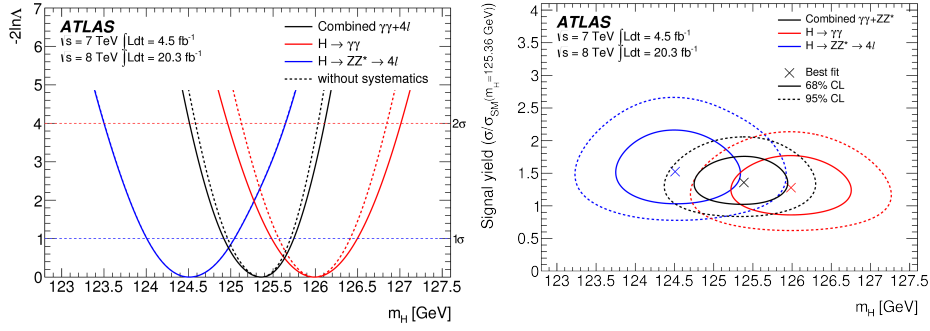 ATLAS
√s = 7 TeV ∫Ldt = 4.5 fb⁻¹
√s = 8 TeV ∫Ldt = 20.3 fb⁻¹
Combined γγ+4l
H → γγ
H → ZZ* → 4l
without systematics
-2lnΛ
7
6
5
4
3
2
1
0
2σ
1σ
123 123.5 124 124.5 125 125.5 126 126.5 127 127.5
m_H [GeV]
ATLAS
√s = 7 TeV ∫Ldt = 4.5 fb⁻¹
√s = 8 TeV ∫Ldt = 20.3 fb⁻¹
Combined γγ+ZZ*
H → γγ
H → ZZ* → 4l
Best fit
68% CL
95% CL
Signal yield (σ/σ_SM(m_H=125.36 GeV))
4
3.5
3
2.5
2
1.5
1
0.5
0
123 123.5 124 124.5 125 125.5 126 126.5 127 127.5
m_H [GeV]